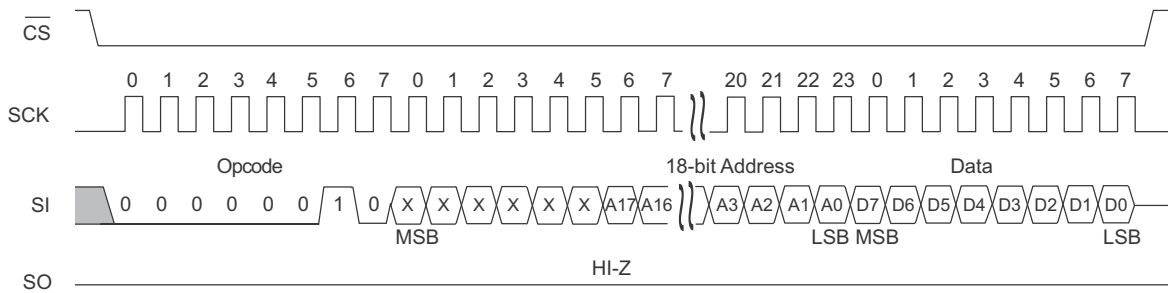 CS
0 1 2 3 4 5 6 7 0 1 2 3 4 5 6 7 20 21 22 23 0 1 2 3 4 5 6 7
SCK
Opcode 18-bit Address Data
SI 0 0 0 0 0 0 1 0 X X X X X X A17 A16 A3 A2 A1 A0 D7 D6 D5 D4 D3 D2 D1 D0
MSB LSB MSB LSB
HI-Z
SO